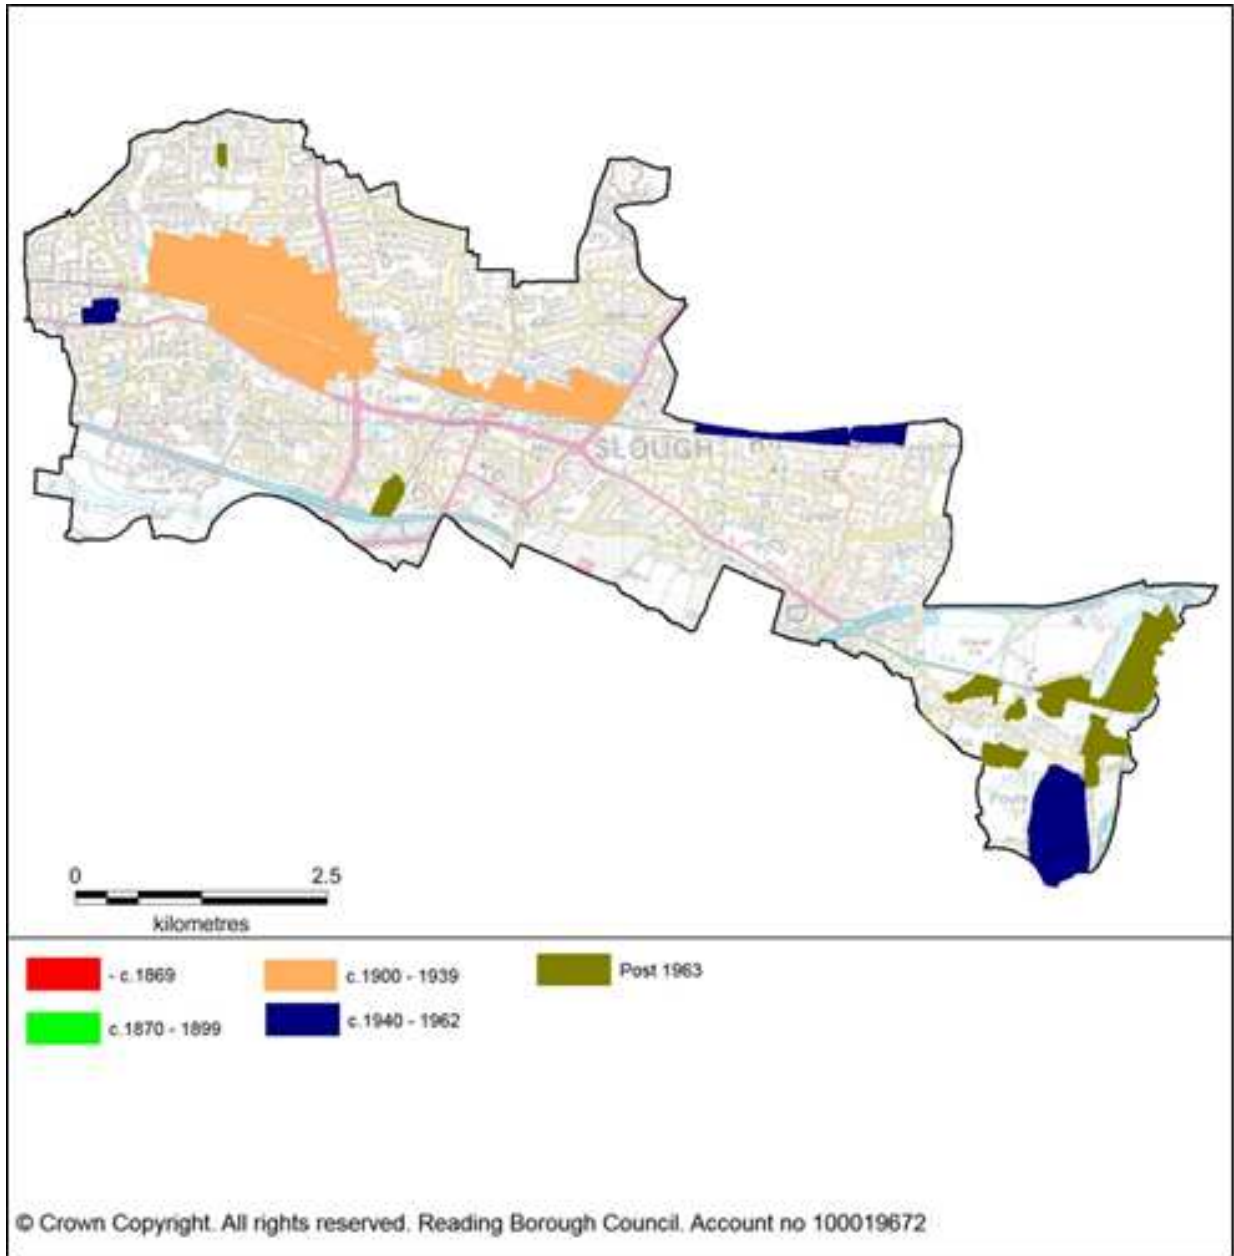 SLOUGH
0 2.5
kilometres
- c.1869
c.1900 - 1939
Post 1963
c.1870 - 1899
c.1940 - 1962
© Crown Copyright. All rights reserved. Reading Borough Council. Account no 100019672